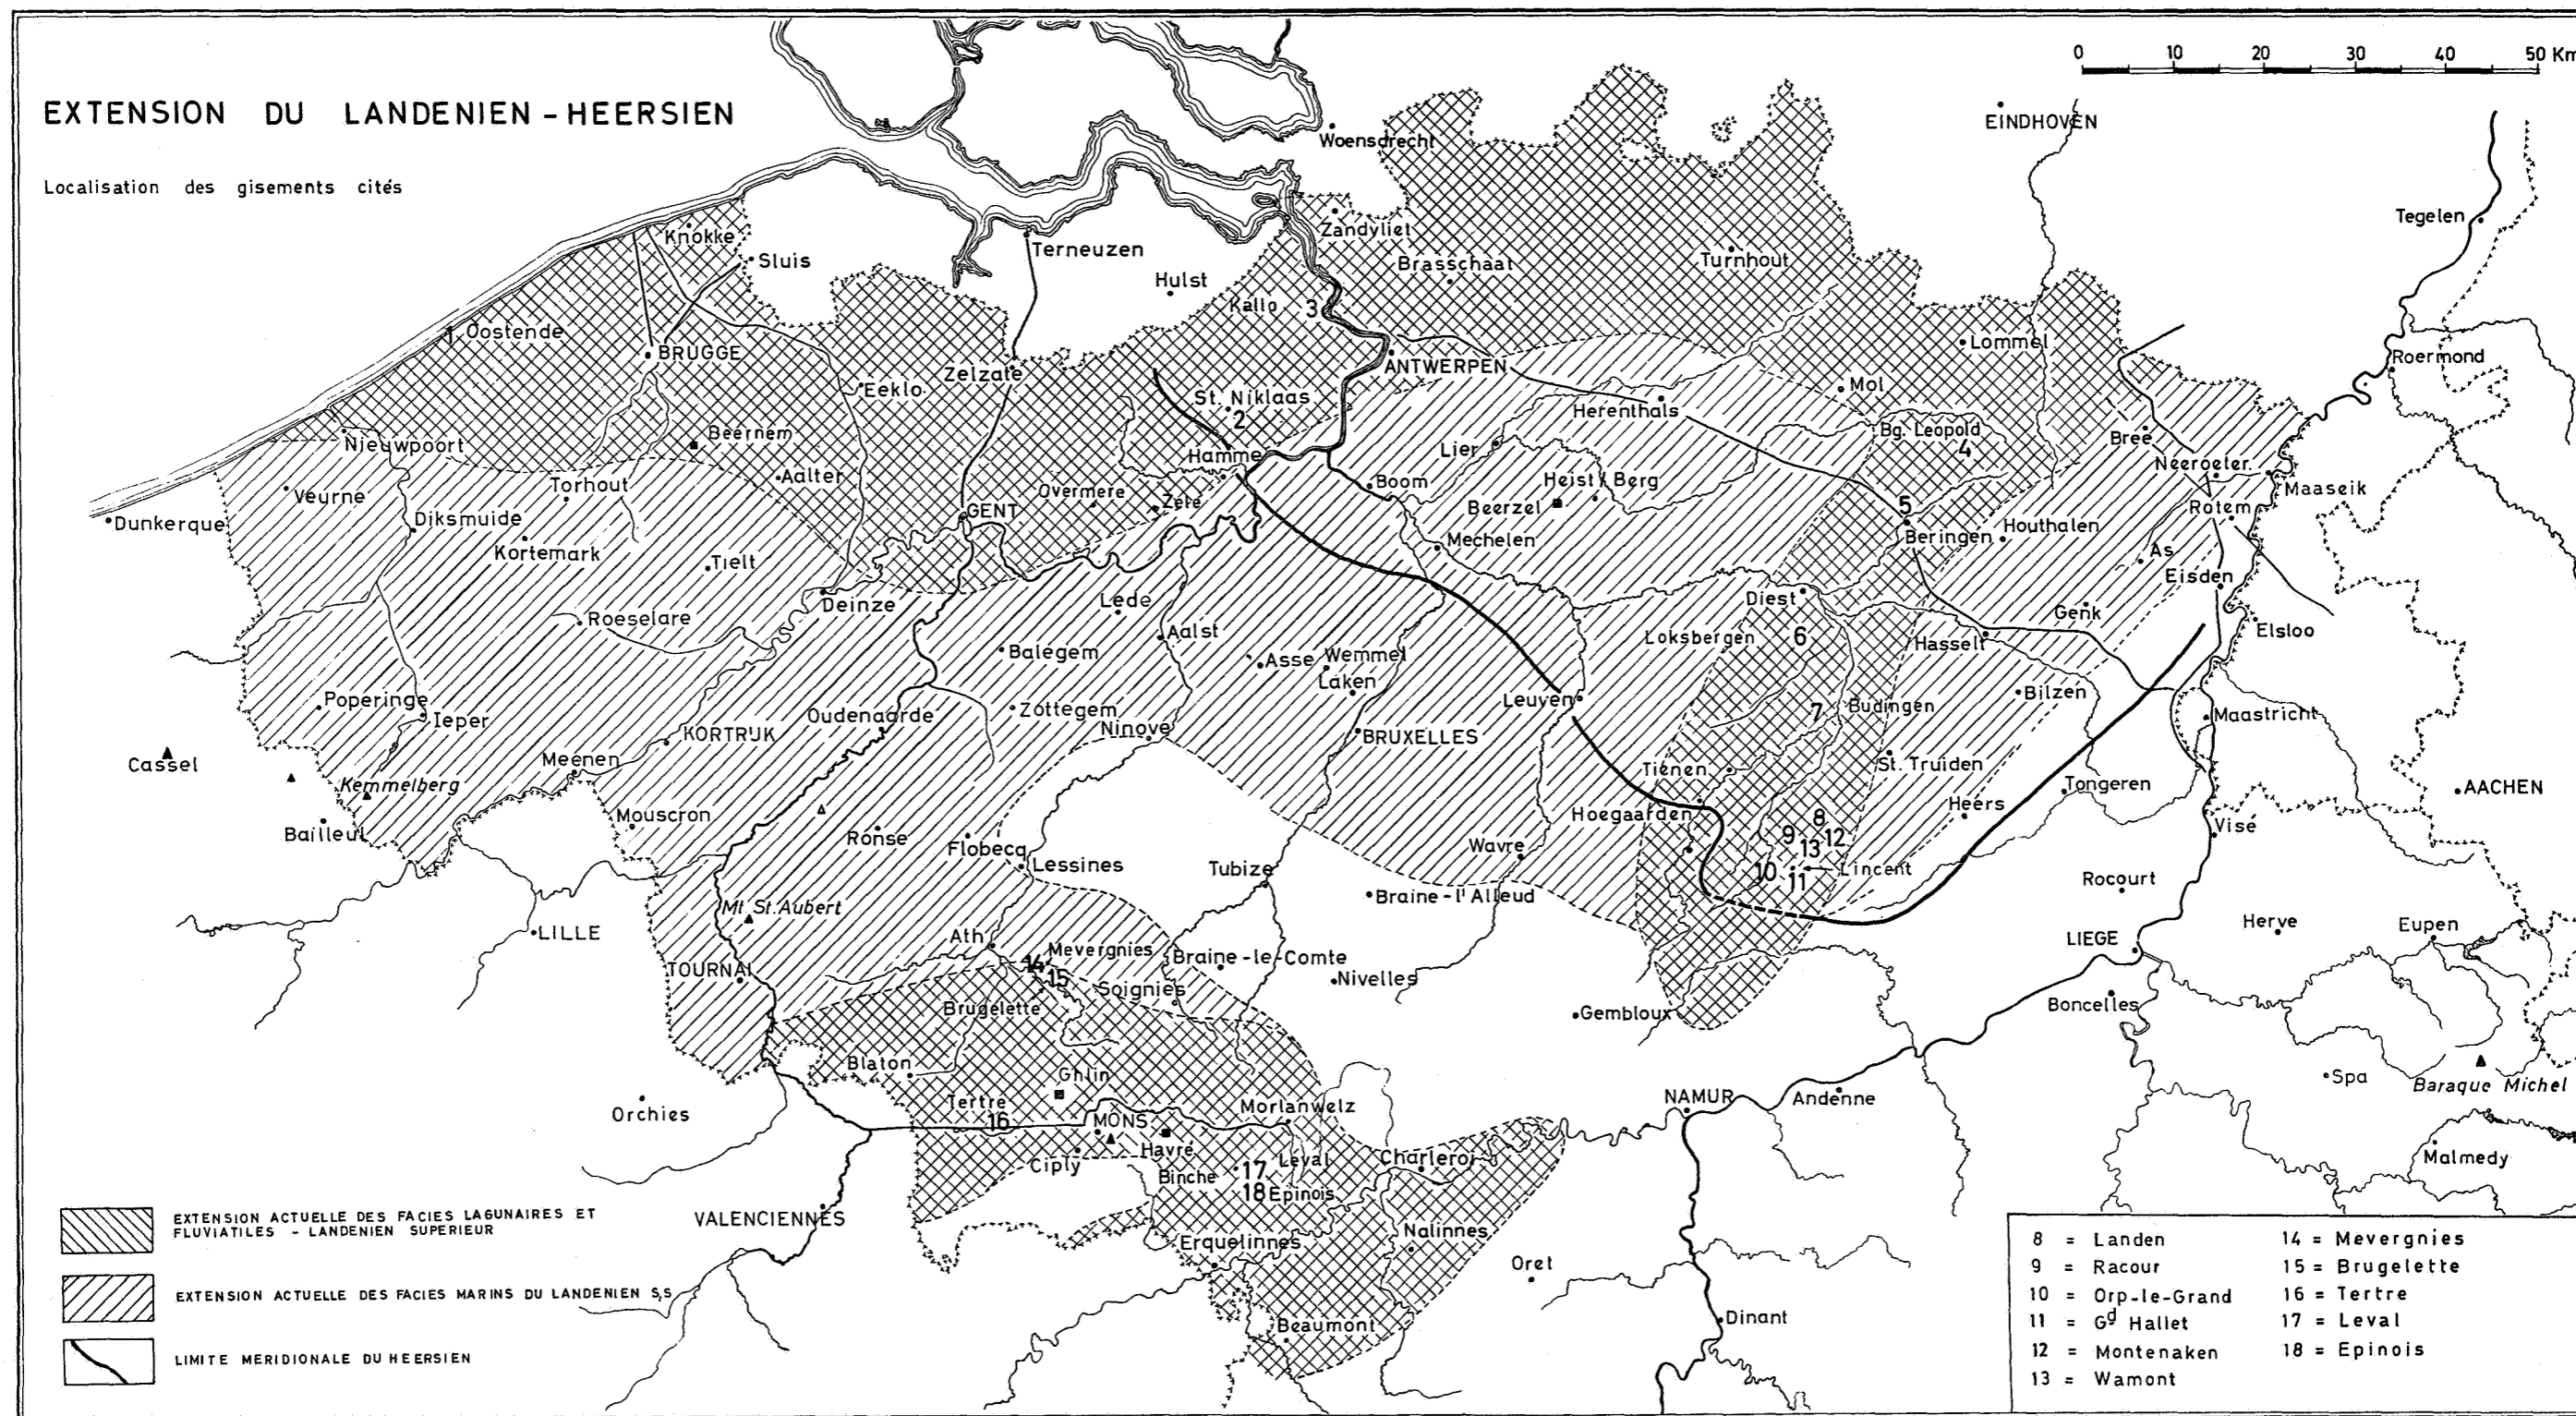 0 10 20 30 40 50 Km
EXTENSION DU LANDENIEN - HEERSIEN
Localisation des gisements cités
EINDHOVEN
Woensdrecht
Tegelen
Knokke
Zandvliet
Sluis
Terneuzen
Brasschaat
Turnhout
Hulst
Kallo 3
1 Oostende
BRUGGE
Lommel
Roermond
ANTWERPEN
Zelzate
Eeklo
Mol
St. Niklaas
2
Herenthals
Beernem
Nieuwpoort
Bg. Leopold
4
Bree
Lier
Hamme
Neeroeter.
Aalter
Torhout
Boom
Heist/Berg
Maaseik
Veurne
Overmere
Zele
Beerzel
5
Rotem
GENT
Dunkerque
Diksmuide
Houthalen
Kortemark
Mechelen
Beringen
As
Tielt
Eisden
Deinze
Lede
Diest
Genk
Roeselare
Aalst
Loksbergen
6
Hasselt
Elsloo
Balegem
Asse
Wemmel
Laken
Poperinge
Leuven
Bilzen
Ieper
Oudenaarde
Zottegem
7
Budingen
Maastricht
Ninove
KORTRIJK
BRUXELLES
Cassel
Meenen
Tienen
St. Truiden
Kemmelberg
Tongeren
AACHEN
Heers
Mouscron
Hoegaarden
8
Bailleul
Ronse
9
12
Visé
Flobecq
Wavre
13
Lessines
Tubize
10
11
Lincent
Rocourt
Braine-l'Alleud
Mt. St. Aubert
LILLE
Herve
Eupen
Ath
LIEGE
Mevergnies
Braine-le-Comte
14
TOURNAI
15
Nivelles
Soignies
Brugelette
Gembloux
Boncelles
Blaton
Ghlin
Spa
Baraque Michel
NAMUR
Andenne
Tertre
Morlanwelz
Orchies
16
MONS
Havré
Ciply
Leval
Charleroi
Malmedy
Binche
17
18 Epinois
VALENCIENNES
Nalinnes
Erquelinnes
Oret
Beaumont
Dinant
EXTENSION ACTUELLE DES FACIES LAGUNAIRES ET
FLUVIATILES - LANDENIEN SUPERIEUR
EXTENSION ACTUELLE DES FACIES MARINS DU LANDENIEN S,S
LIMITE MERIDIONALE DU HEERSIEN
8 = Landen
9 = Racour
10 = Orp-le-Grand
11 = Gd Hallet
12 = Montenaken
13 = Wamont
14 = Mevergnies
15 = Brugelette
16 = Tertre
17 = Leval
18 = Epinois